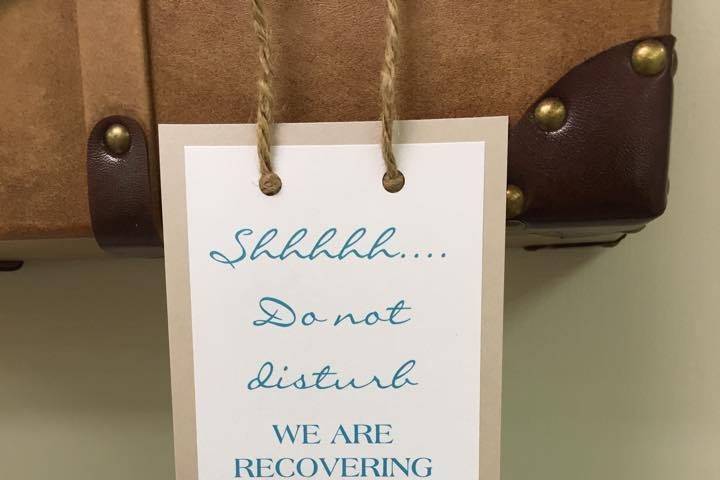 Shhhhh....
Do not
disturb
WE ARE
RECOVERING